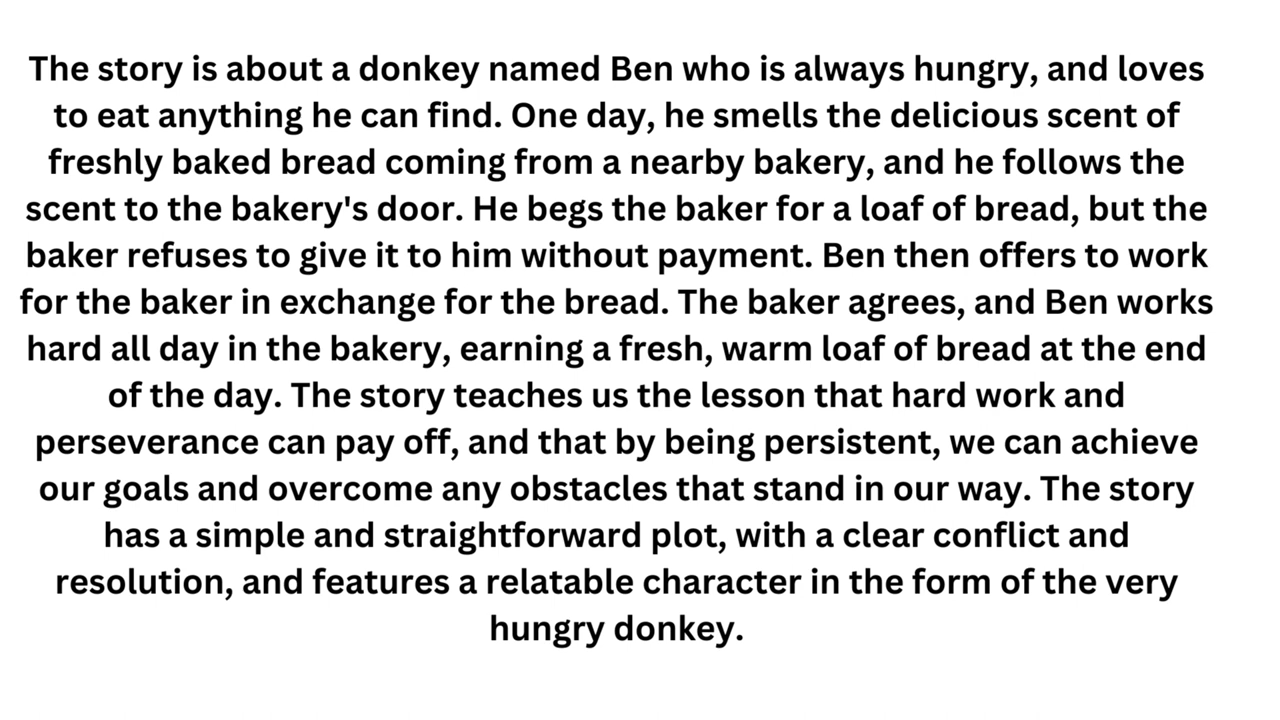 The story is about a donkey named Ben who is always hungry, and loves
to eat anything he can find. One day, he smells the delicious scent of
freshly baked bread coming from a nearby bakery, and he follows the
scent to the bakery's door. He begs the baker for a loaf of bread, but the
baker refuses to give it to him without payment. Ben then offers to work
for the baker in exchange for the bread. The baker agrees, and Ben works
hard all day in the bakery, earning a fresh, warm loaf of bread at the end
of the day. The story teaches us the lesson that hard work and
perseverance can pay off, and that by being persistent, we can achieve
our goals and overcome any obstacles that stand in our way. The story
has a simple and straightforward plot, with a clear conflict and
resolution, and features a relatable character in the form of the very
hungry donkey.